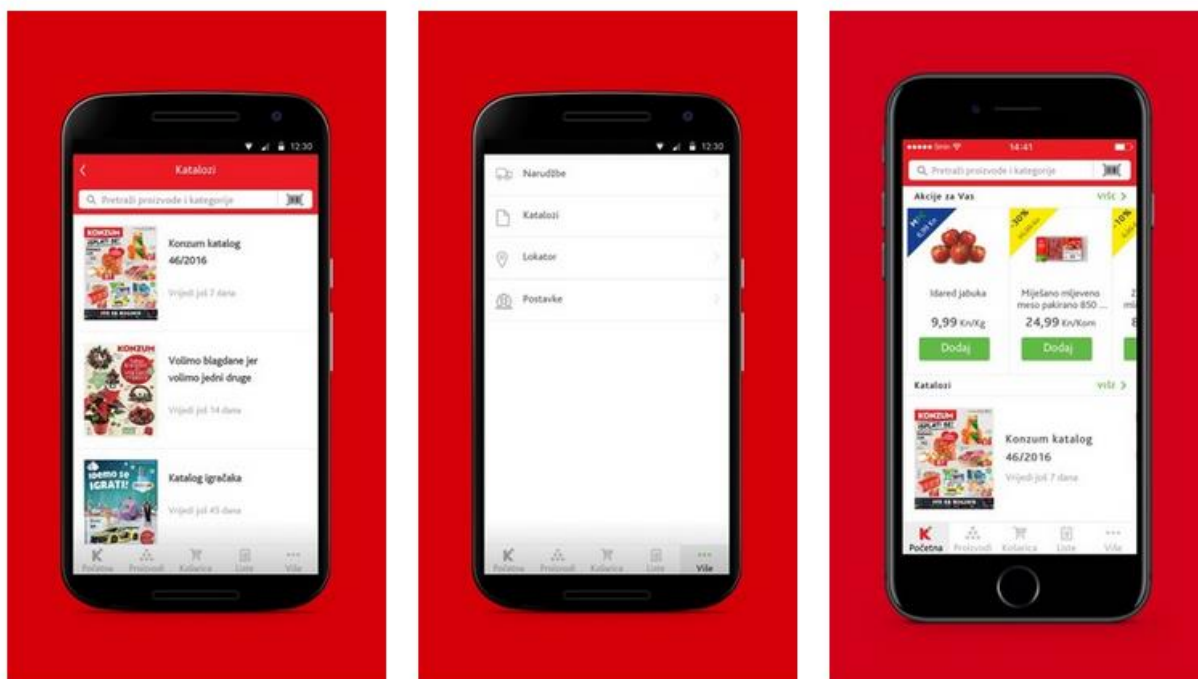 12:30
Katalozi
Pretraži proizvode i kategorije
KONZUM
ISPLATI SE!
Konzum katalog
46/2016
Vrijedi još 7 dana
KONZUM
Volimo blagdane jer
volimo jedni druge
Vrijedi još 14 dana
IDEMO SE
IGRATI!
Katalog igračaka
Vrijedi još 45 dana
Početna Proizvodi Košarica Liste Više
12:30
Narudžbe
Katalozi
Lokator
Postavke
Početna Proizvodi Košarica Liste Više
14:41
Pretraži proizvode i kategorije
Akcije za Vas
VIŠE
-30%
-10%
Idared jabuka
9,99 Kn/Kg
Dodaj
Miješano mljeveno
meso pakirano 850 ...
24,99 Kn/Kom
Dodaj
Katalozi
VIŠE
KONZUM
ISPLATI SE!
Konzum katalog
46/2016
Vrijedi još 7 dana
Početna Proizvodi Košarica Liste Više